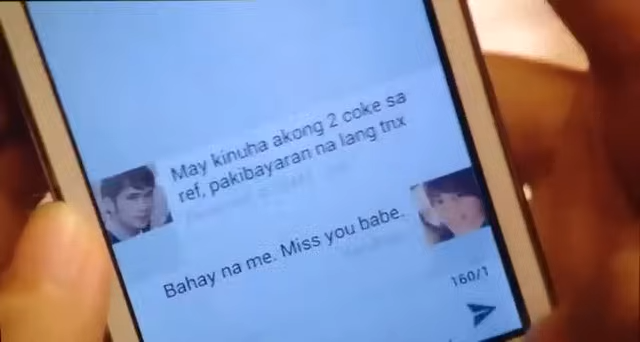 May kinuha akong 2 coke sa
ref, pakibayaran na lang tnx
Bahay na me. Miss you babe.
160/1